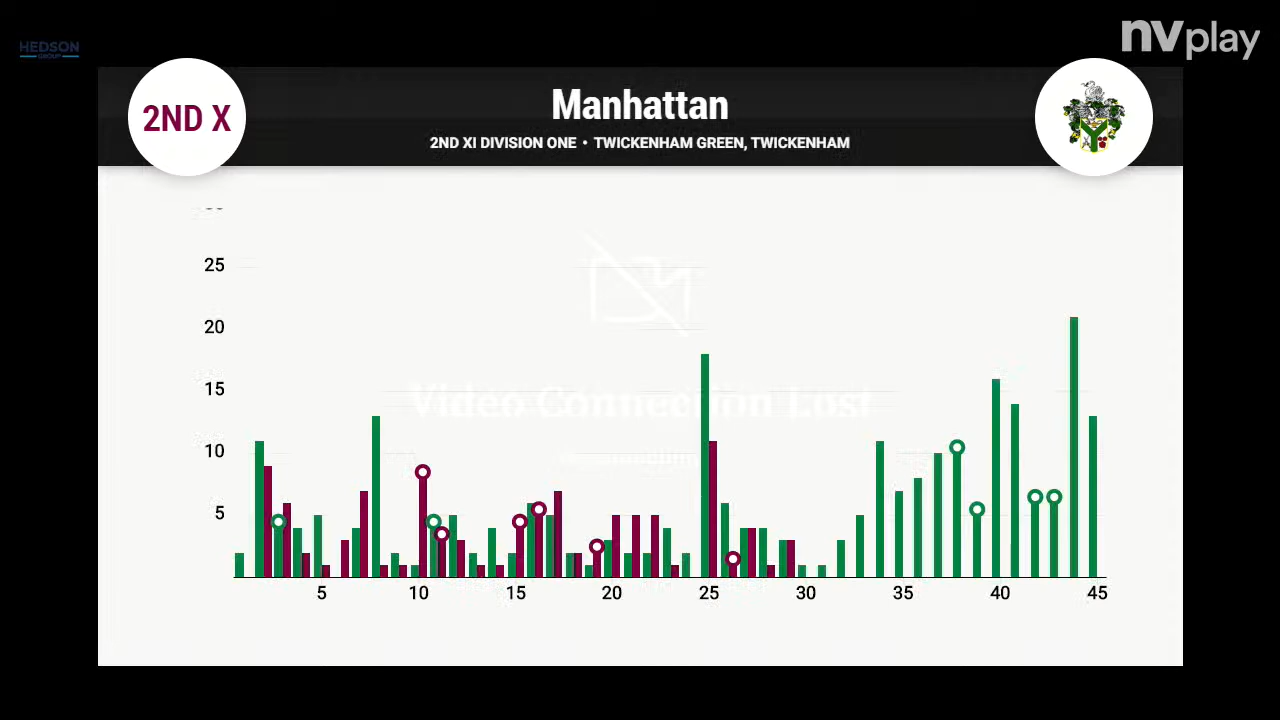 HEDSON
GROUP
nvplay
2ND X
Manhattan
2ND XI DIVISION ONE • TWICKENHAM GREEN, TWICKENHAM
25
20
15
10
5
Video Connection Lost
5 10 15 20 25 30 35 40 45